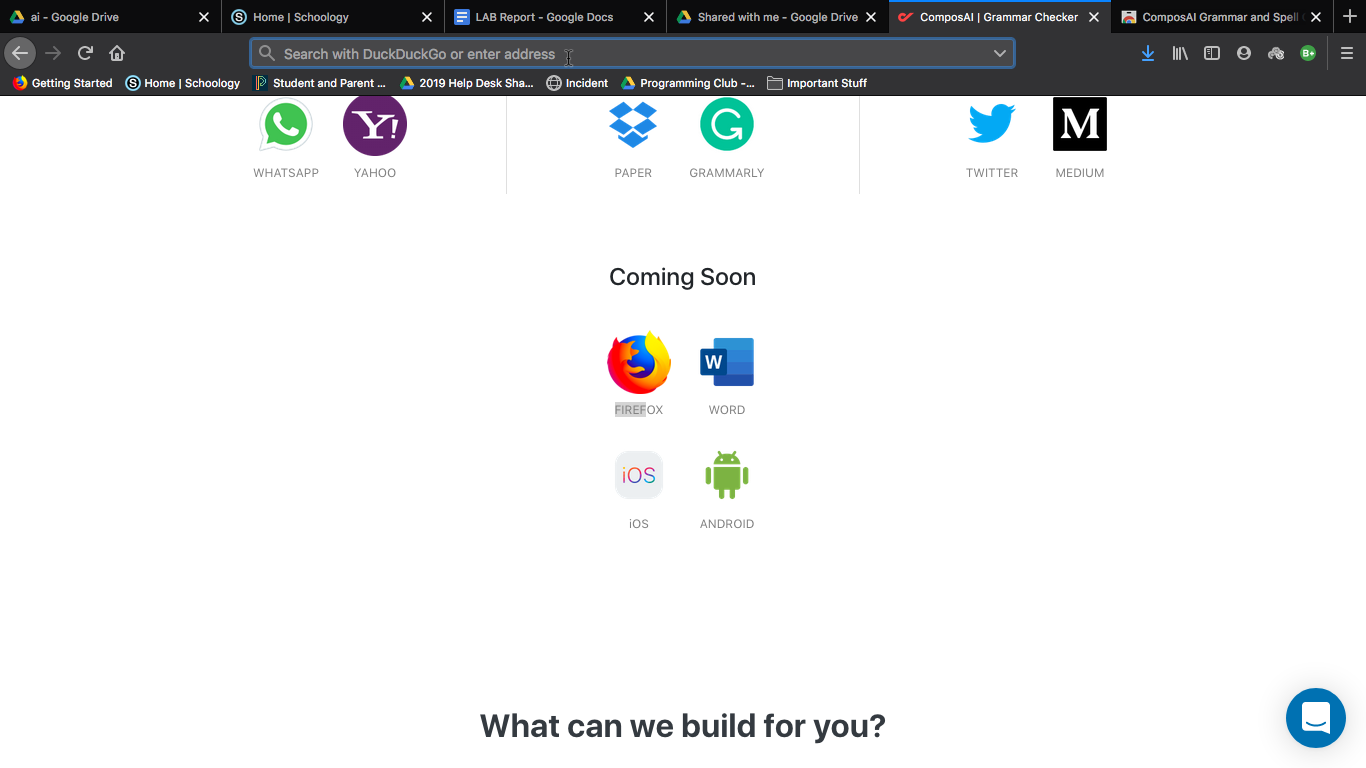 ai - Google Drive
Home | Schoology
LAB Report - Google Docs
Shared with me - Google Drive
ComposAI | Grammar Checker
ComposAI Grammar and Spell
Search with DuckDuckGo or enter address
B+
Getting Started
Home | Schoology
Student and Parent ...
2019 Help Desk Sha...
Incident
Programming Club -...
Important Stuff
Y!
G
M
WHATSAPP
YAHOO
PAPER
GRAMMARLY
TWITTER
MEDIUM
Coming Soon
W
FIREFOX
WORD
iOS
iOS
ANDROID
What can we build for you?